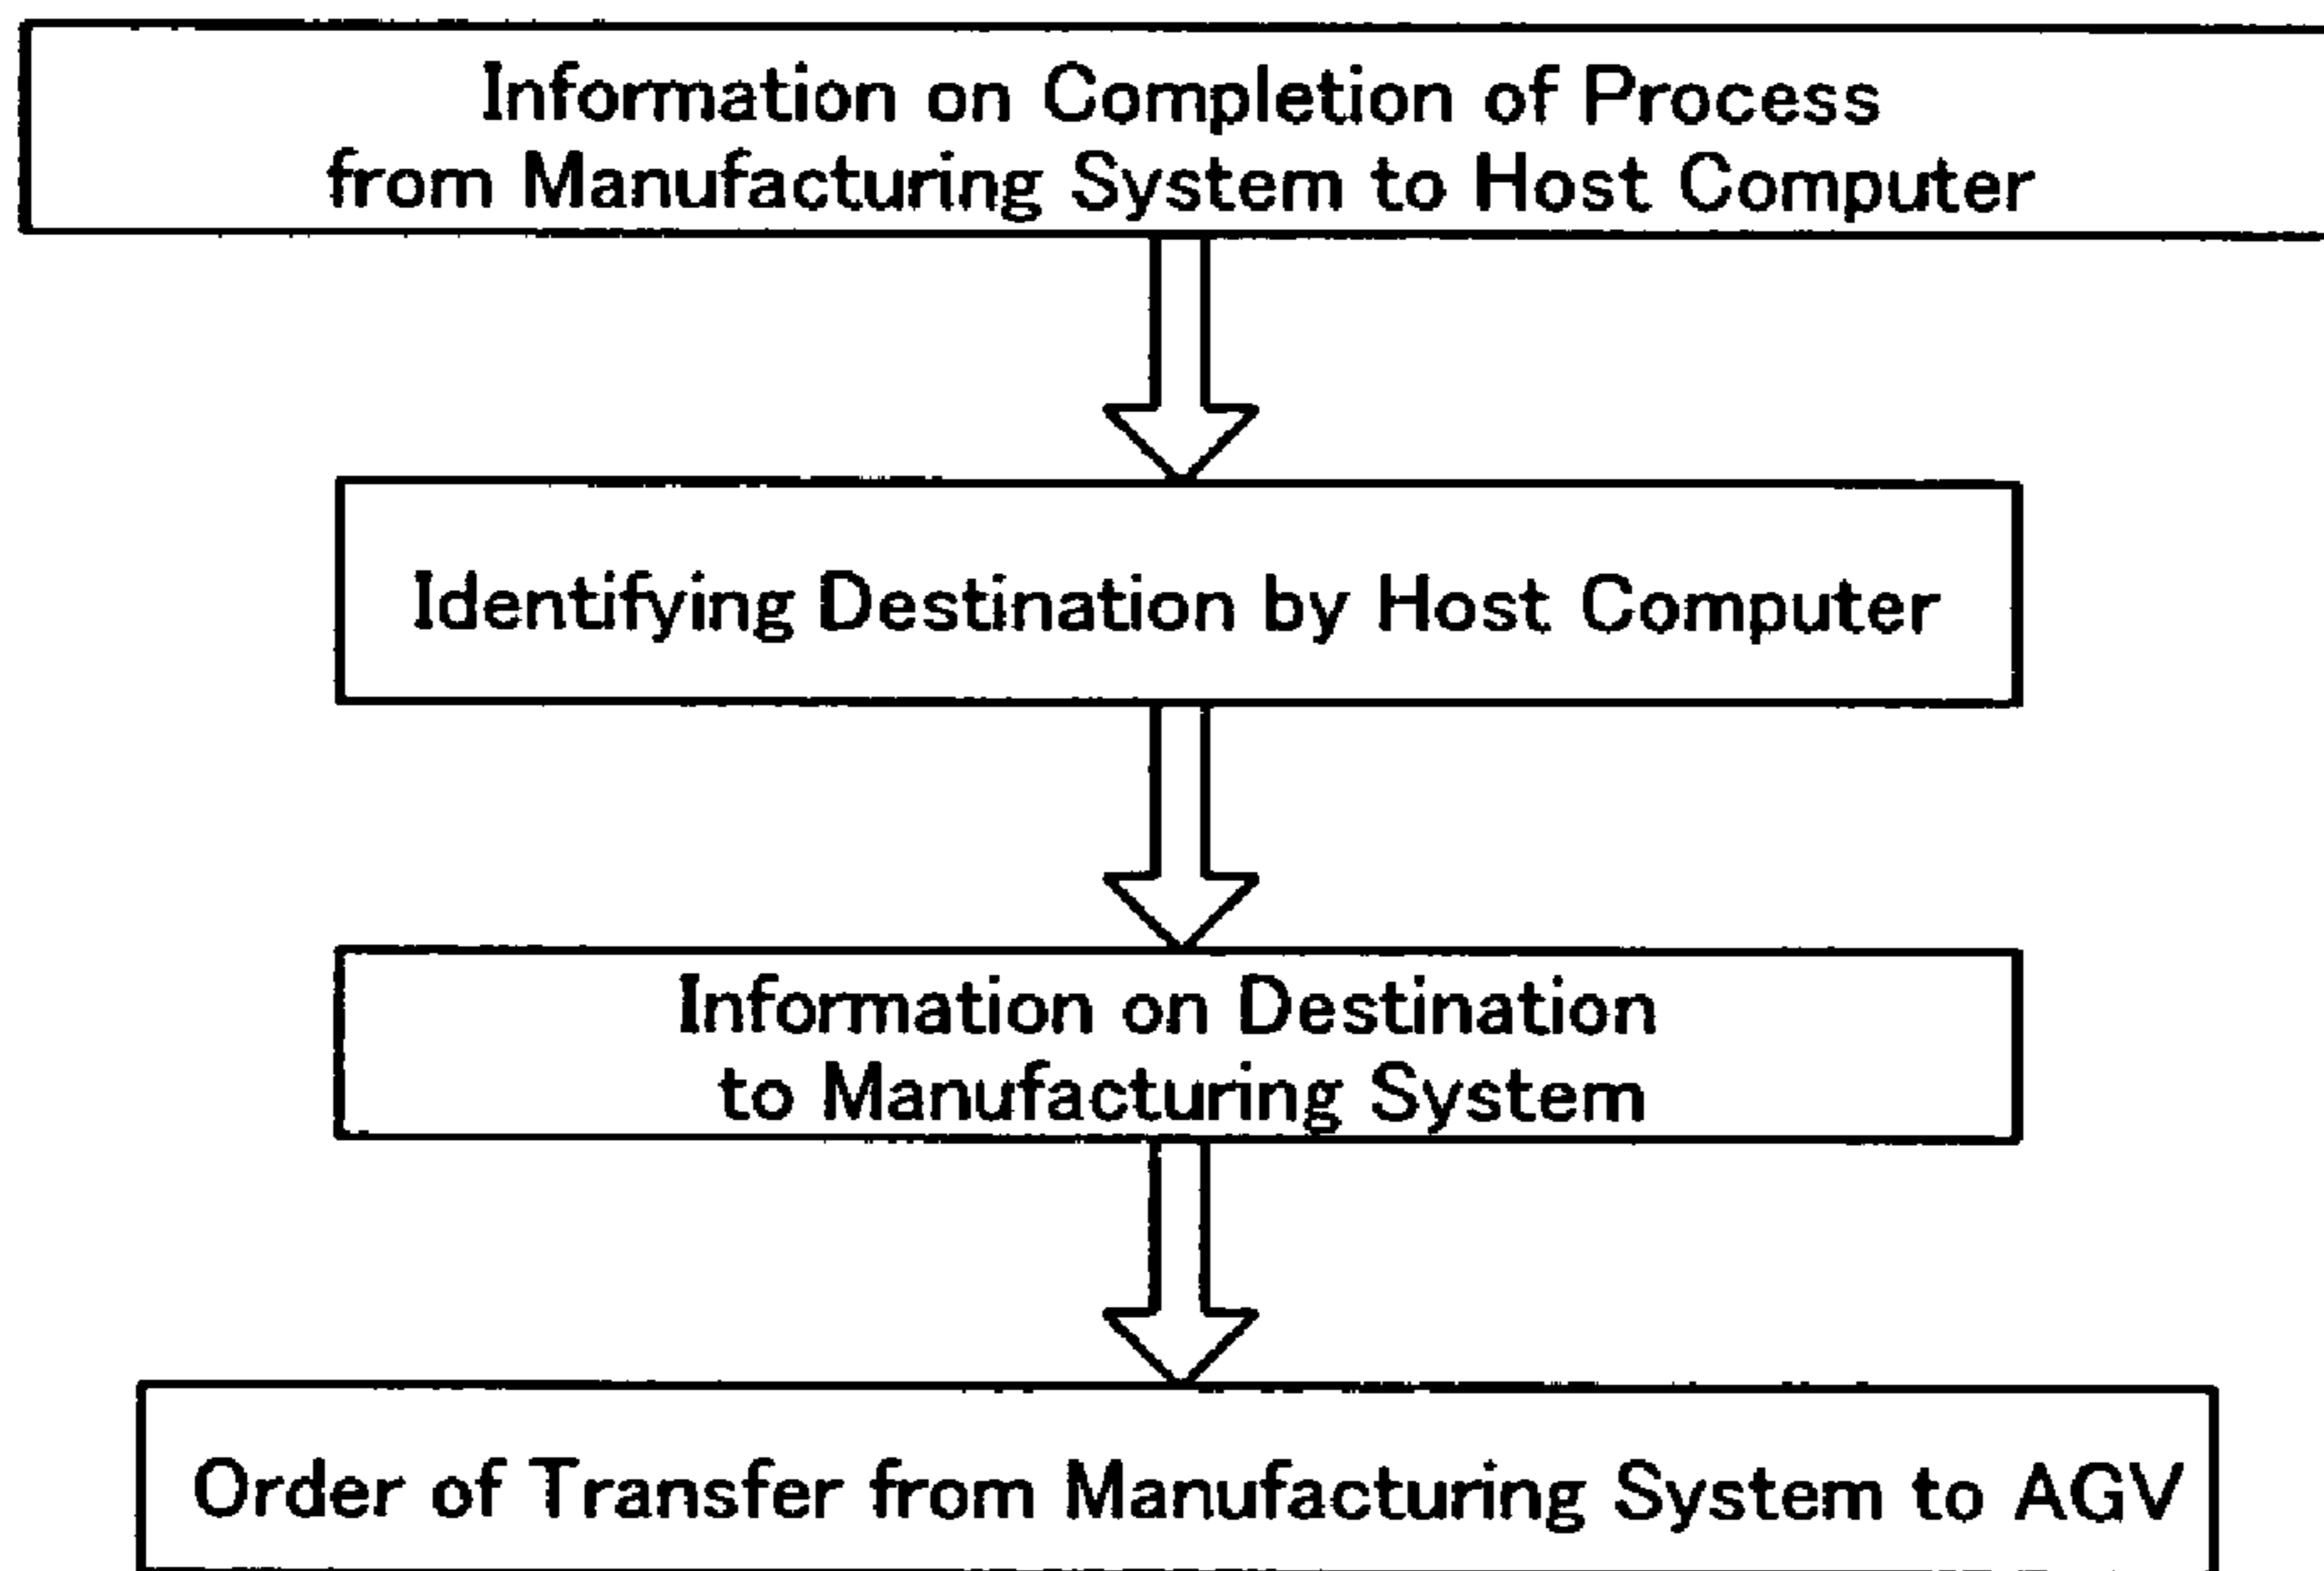 Information on Completion of Process
from Manufacturing System to Host Computer
Identifying Destination by Host Computer
Information on Destination
to Manufacturing System
Order of Transfer from Manufacturing System to AGV